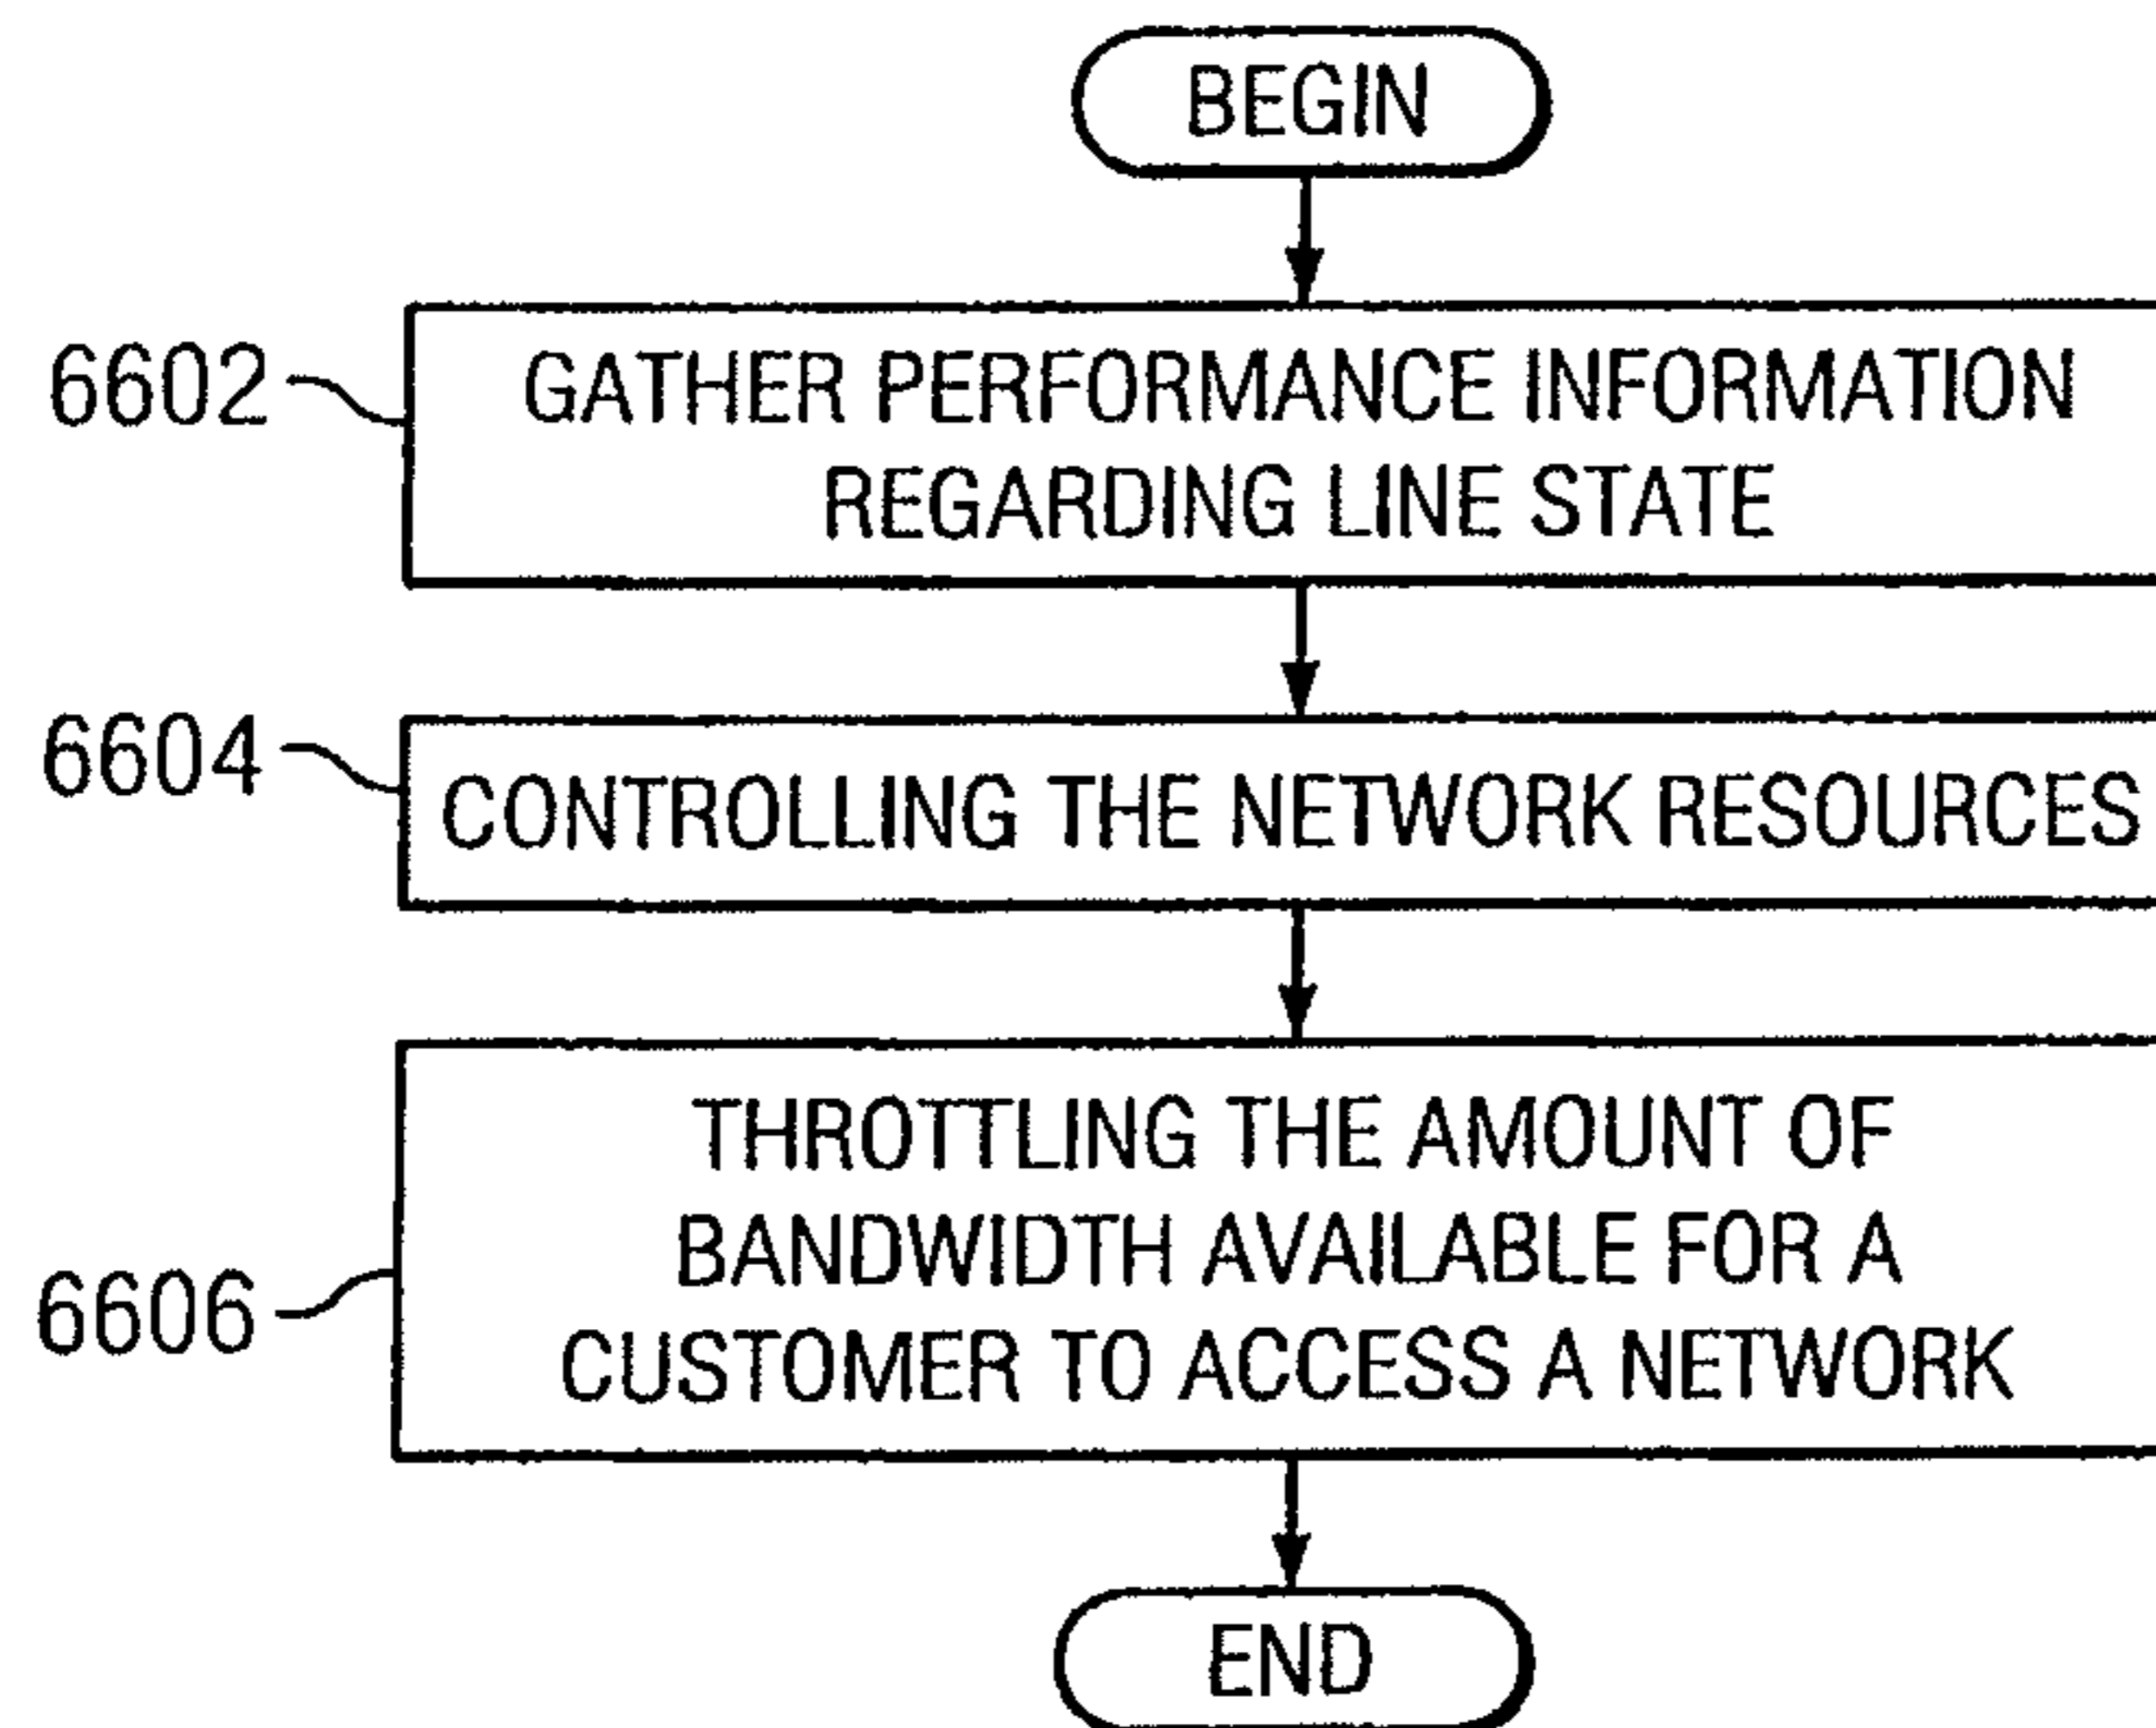 BEGIN
6602
GATHER PERFORMANCE INFORMATION
REGARDING LINE STATE
6604
CONTROLLING THE NETWORK RESOURCES
6606
THROTTLING THE AMOUNT OF
BANDWIDTH AVAILABLE FOR A
CUSTOMER TO ACCESS A NETWORK
END